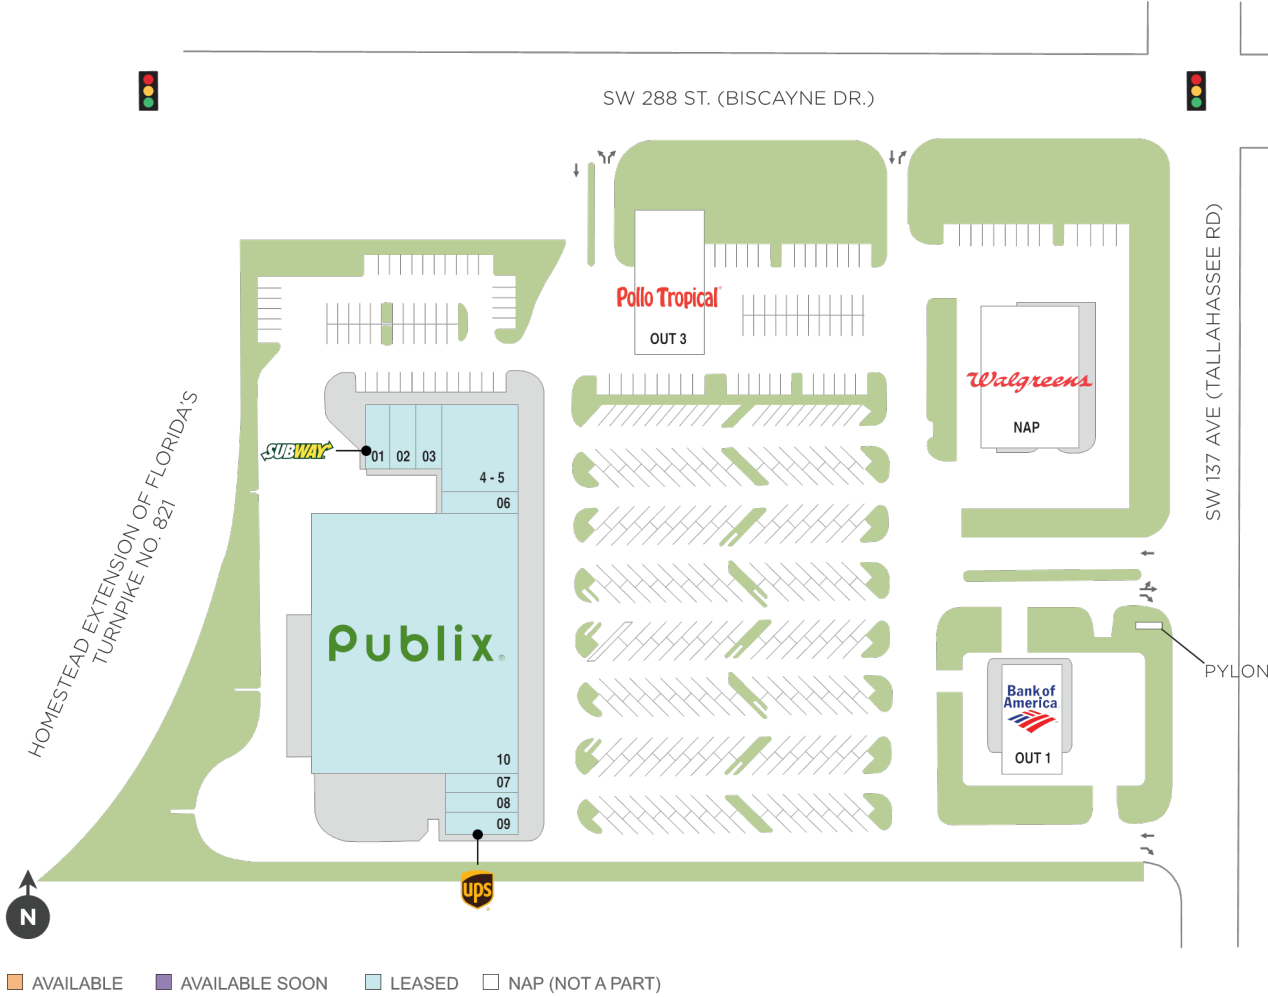 SW 288 ST. (BISCAYNE DR.)
SW 137 AVE (TALLAHASSEE RD)
HOMESTEAD EXTENSION OF FLORIDA'S
TURNPIKE NO. 821
Pollo Tropical
OUT 3
Walgreens
NAP
SUBWAY
01
02
03
4 - 5
06
Publix®
10
07
08
09
ups
Bank of
America
OUT 1
PYLON
N
AVAILABLE
AVAILABLE SOON
LEASED
NAP (NOT A PART)